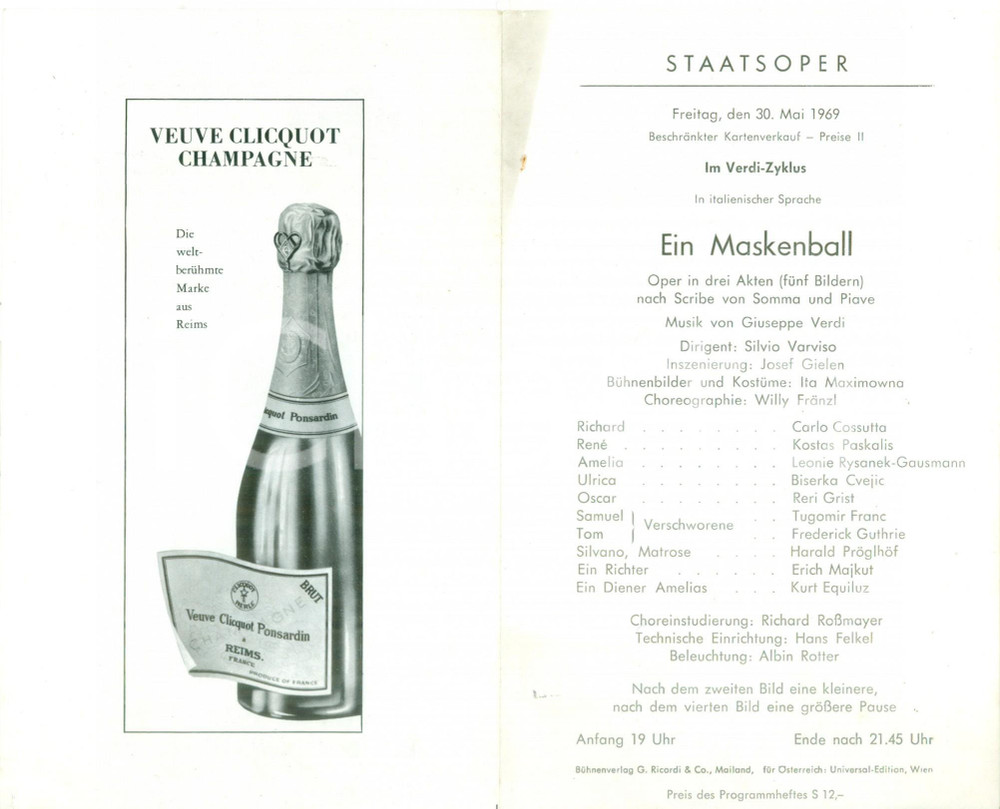 VEUVE CLICQUOT
CHAMPAGNE
Die
welt-
berühmte
Marke
aus
Reims
Ponsardin
BRUT
Veuve Clicquot Ponsardin
à
REIMS.
FRANCE
PRODUCE OF FRANCE
STAATSOPER
Freitag, den 30. Mai 1969
Beschränkter Kartenverkauf – Preise II
Im Verdi-Zyklus
In italienischer Sprache
Ein Maskenball
Oper in drei Akten (fünf Bildern)
nach Scribe von Somma und Piave
Musik von Giuseppe Verdi
Dirigent: Silvio Varviso
Inszenierung: Josef Gielen
Bühnenbilder und Kostüme: Ita Maximowna
Choreographie: Willy Fränzl
Richard . . . . . . . . Carlo Cossutta
René . . . . . . . . . Kostas Paskalis
Amelia . . . . . . . . Leonie Rysanek-Gausmann
Ulrica . . . . . . . . Biserka Cvejic
Oscar . . . . . . . . Reri Grist
Samuel | Verschworene . . Tugomir Franc
Tom | . . Frederick Guthrie
Silvano, Matrose . . . . Harald Pröglhöf
Ein Richter . . . . . . Erich Majkut
Ein Diener Amelias . . . Kurt Equiluz
Choreinstudierung: Richard Roßmayer
Technische Einrichtung: Hans Felkel
Beleuchtung: Albin Rotter
Nach dem zweiten Bild eine kleinere,
nach dem vierten Bild eine größere Pause
Anfang 19 Uhr Ende nach 21.45 Uhr
Bühnenverlag G. Ricordi & Co., Mailand, für Österreich: Universal-Edition, Wien
Preis des Programmheftes S 12,–